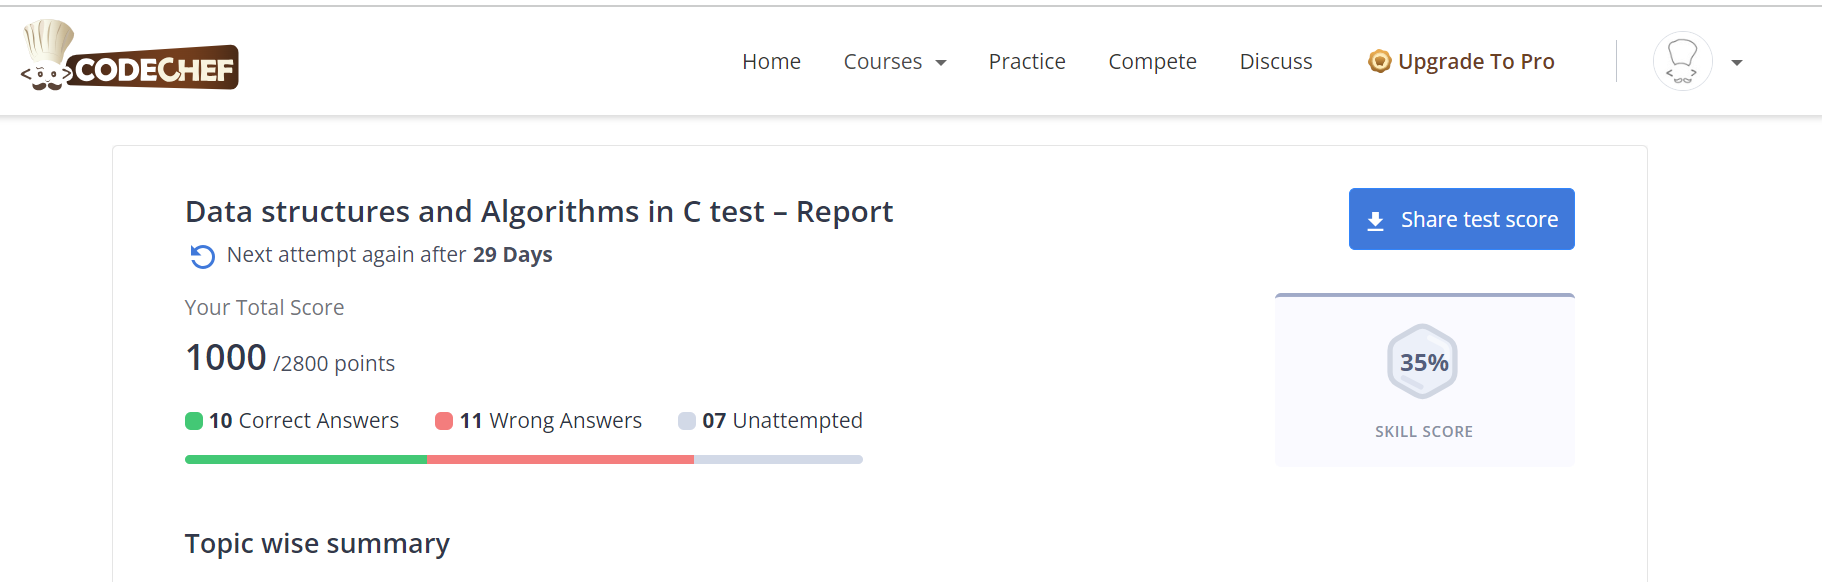 CODECHEF
Home Courses Practice Compete Discuss Upgrade To Pro
Data structures and Algorithms in C test – Report
Share test score
Next attempt again after 29 Days
Your Total Score
1000 /2800 points
35%
10 Correct Answers 11 Wrong Answers 07 Unattempted
SKILL SCORE
Topic wise summary